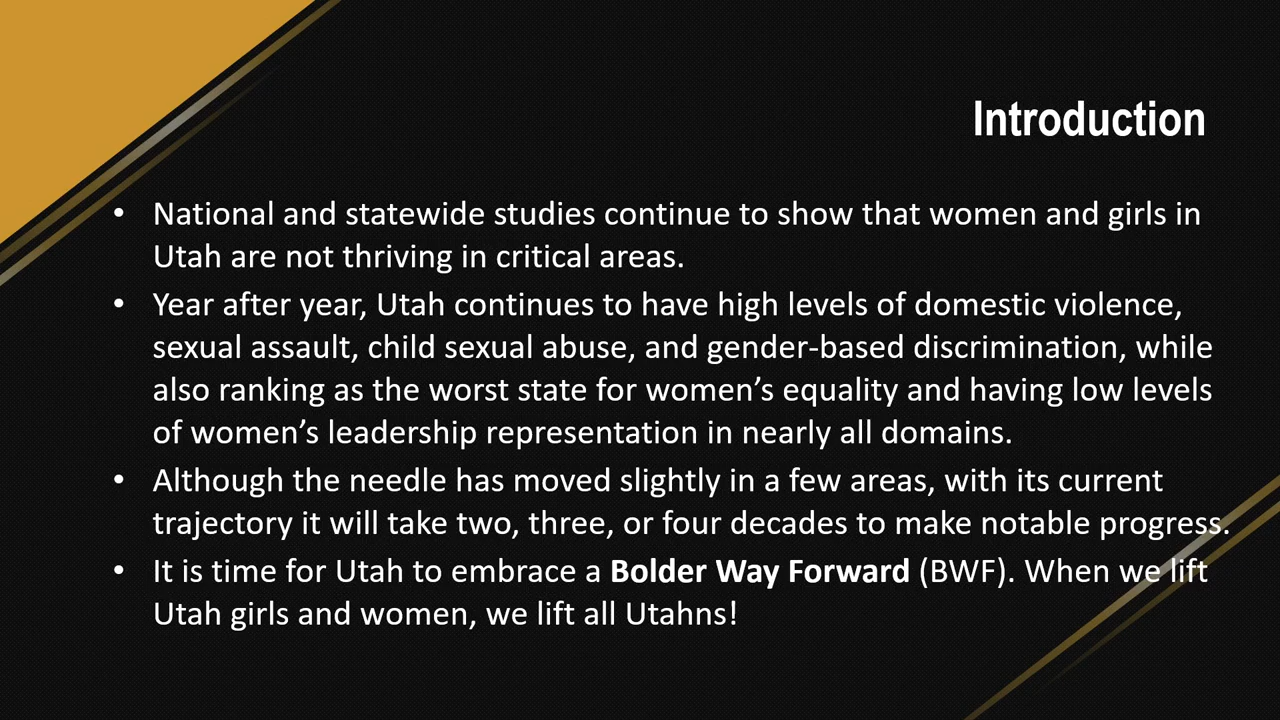 Introduction
• National and statewide studies continue to show that women and girls in
Utah are not thriving in critical areas.
• Year after year, Utah continues to have high levels of domestic violence,
sexual assault, child sexual abuse, and gender-based discrimination, while
also ranking as the worst state for women’s equality and having low levels
of women’s leadership representation in nearly all domains.
• Although the needle has moved slightly in a few areas, with its current
trajectory it will take two, three, or four decades to make notable progress.
• It is time for Utah to embrace a Bolder Way Forward (BWF). When we lift
Utah girls and women, we lift all Utahns!